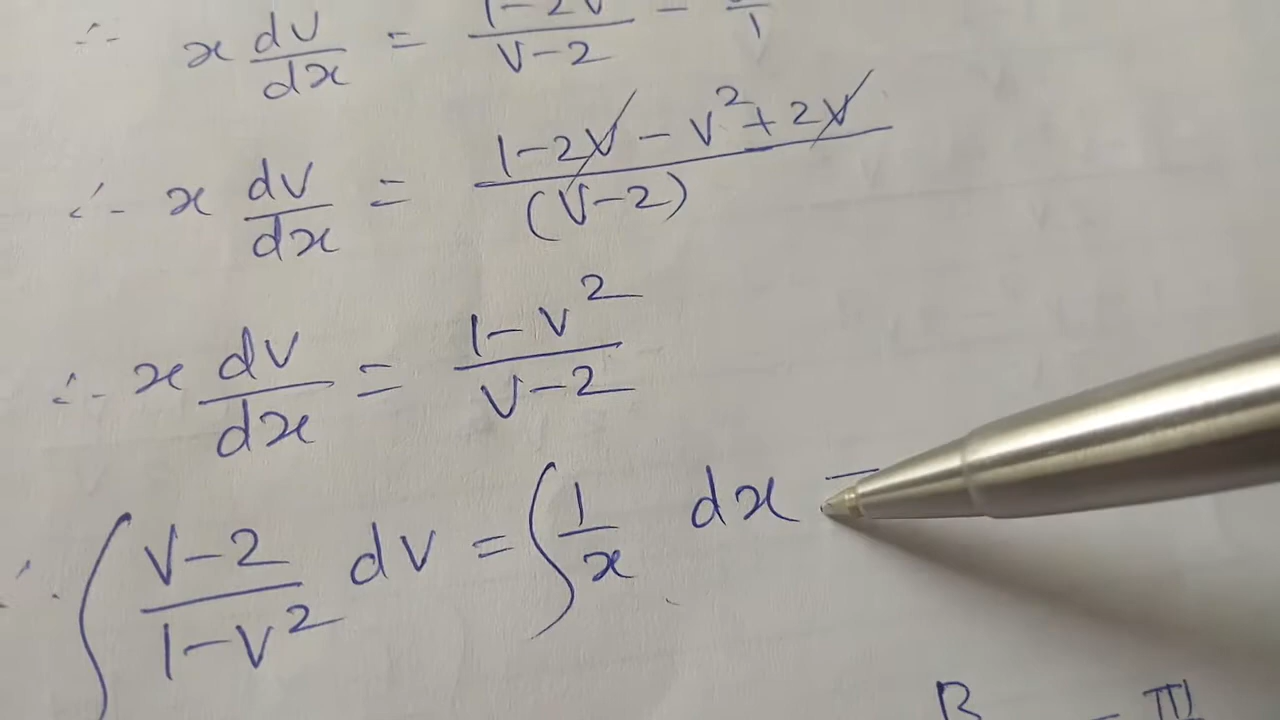 ∴ x dv/dx = 1-2v/v-2 - /1
∴ x dv/dx = 1-2v-v²+2v/(v-2)
∴ x dv/dx = 1-v²/v-2
∴ ∫ v-2/1-v² dv = ∫ 1/x dx